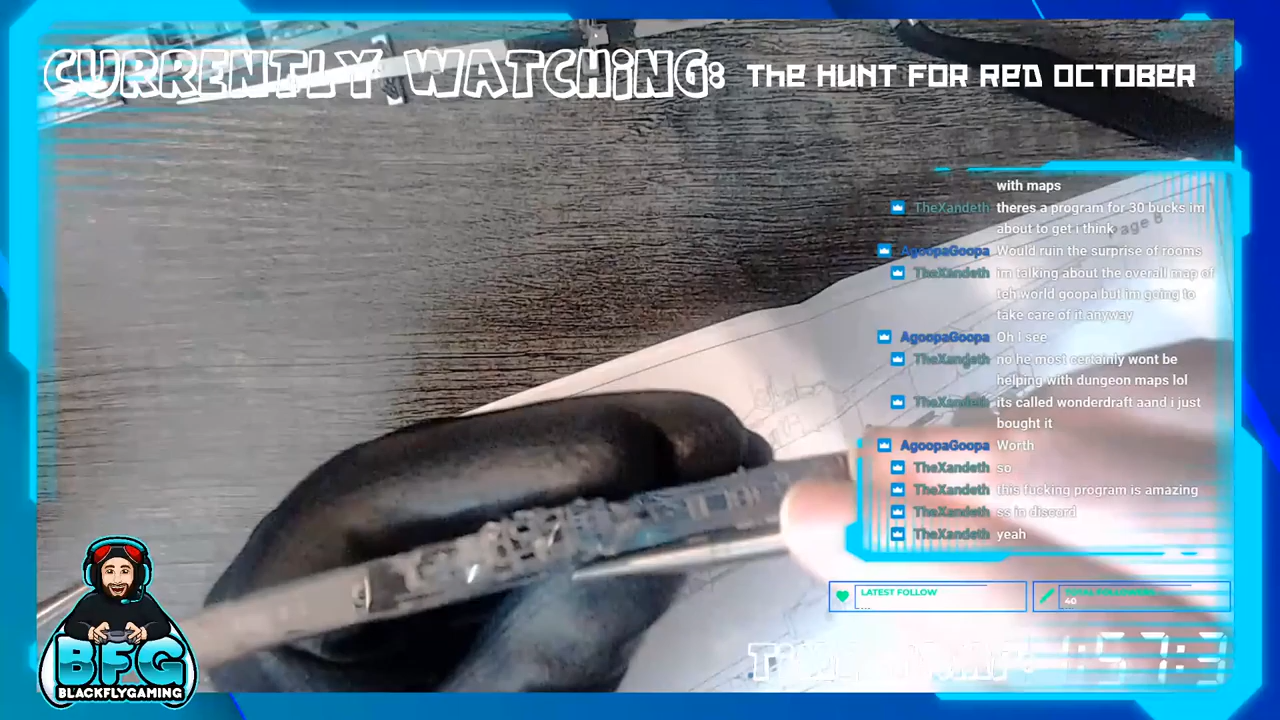 CURRENTLY WATCHING: THE HUNT FOR RED OCTOBER
with maps
TheXandeth theres a program for 30 bucks im
about to get i think
Page 8
AgoopaGoopa Would ruin the surprise of rooms
TheXandeth im talking about the overall map of
teh world goopa but im going to
take care of it anyway
AgoopaGoopa Oh I see
TheXandeth no he most certainly wont be
helping with dungeon maps lol
TheXandeth its called wonderdraft aand i just
bought it
AgoopaGoopa Worth
TheXandeth so
TheXandeth this fucking program is amazing
TheXandeth ss in discord
TheXandeth yeah
LATEST FOLLOW
...
TOTAL FOLLOWERS
40
BFG
BLACKFLYGAMING